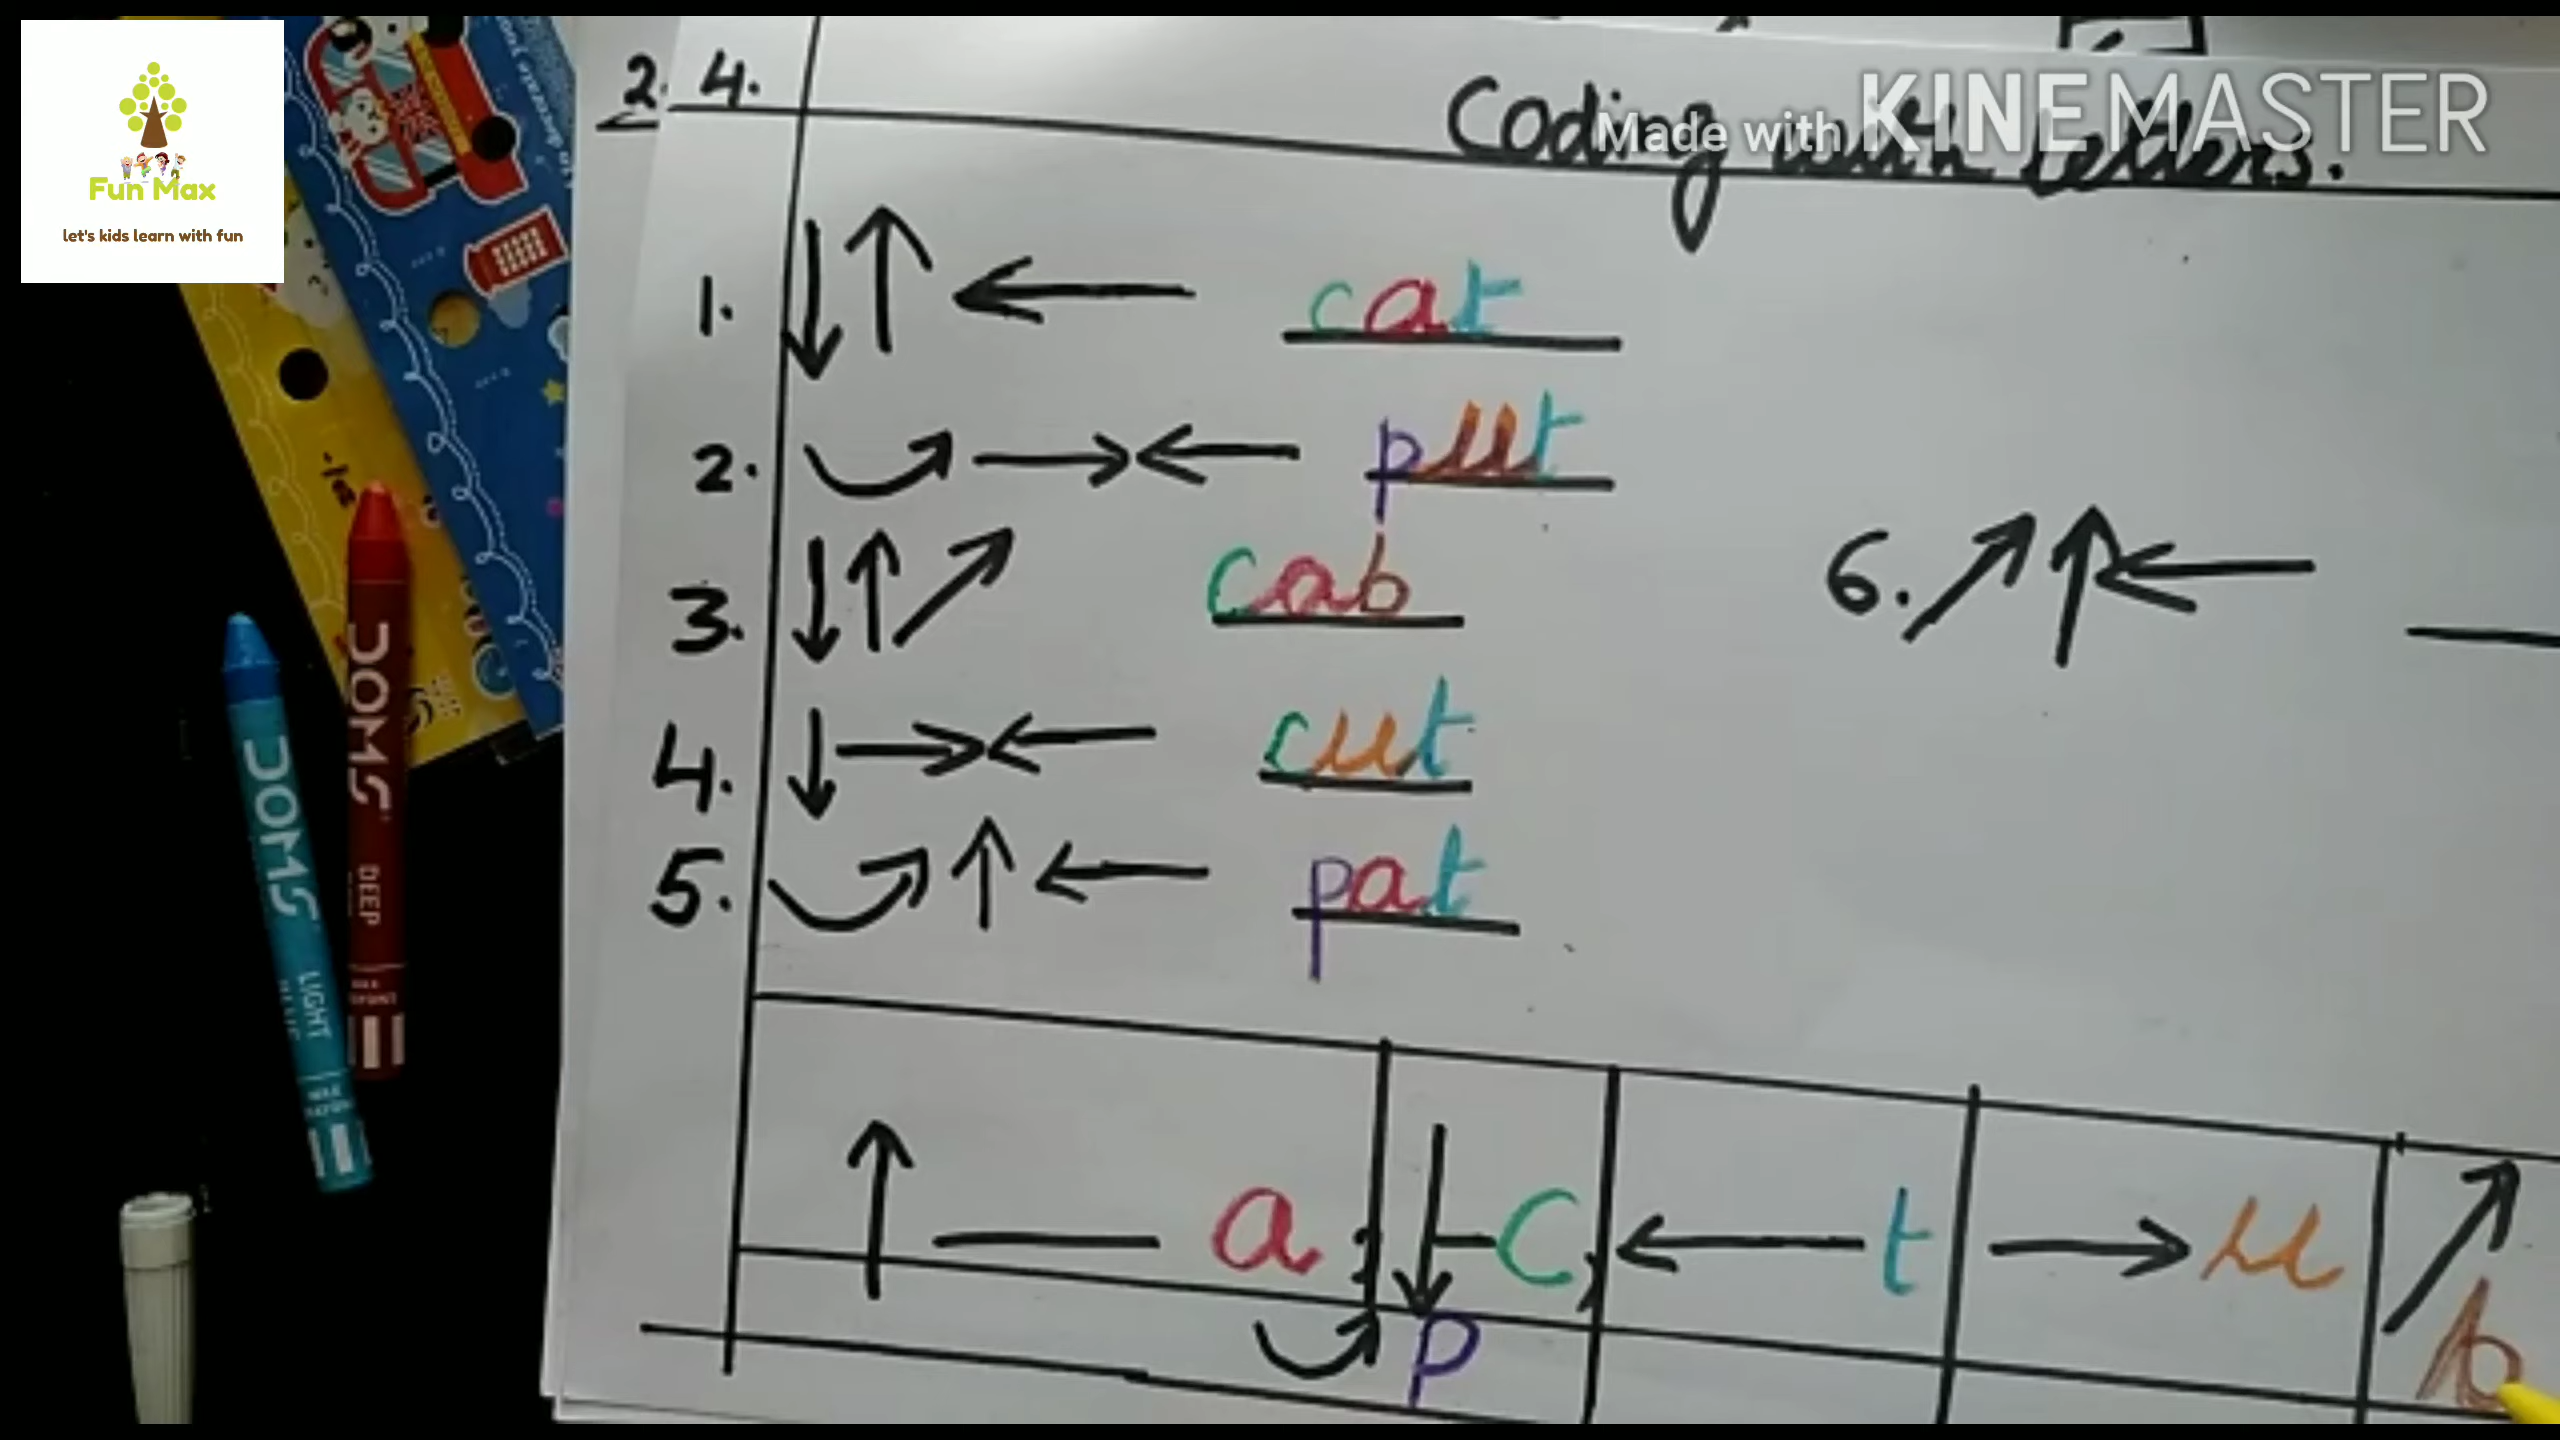 Fun Max
let's kids learn with fun
Made with KINEMASTER
2. 4.
Coding with Letters.
1. ↓ ↑ ← cat
2. → ← put
3. ↓ ↑ ↗ cab
4. ↓ → ← cut
5. ↑ ← pat
6. ↗ ↑ ←
↑ — a ; ↓ - c , ← t → u ↗ b
p
DOMS
DEEP
DOMS
LIGHT